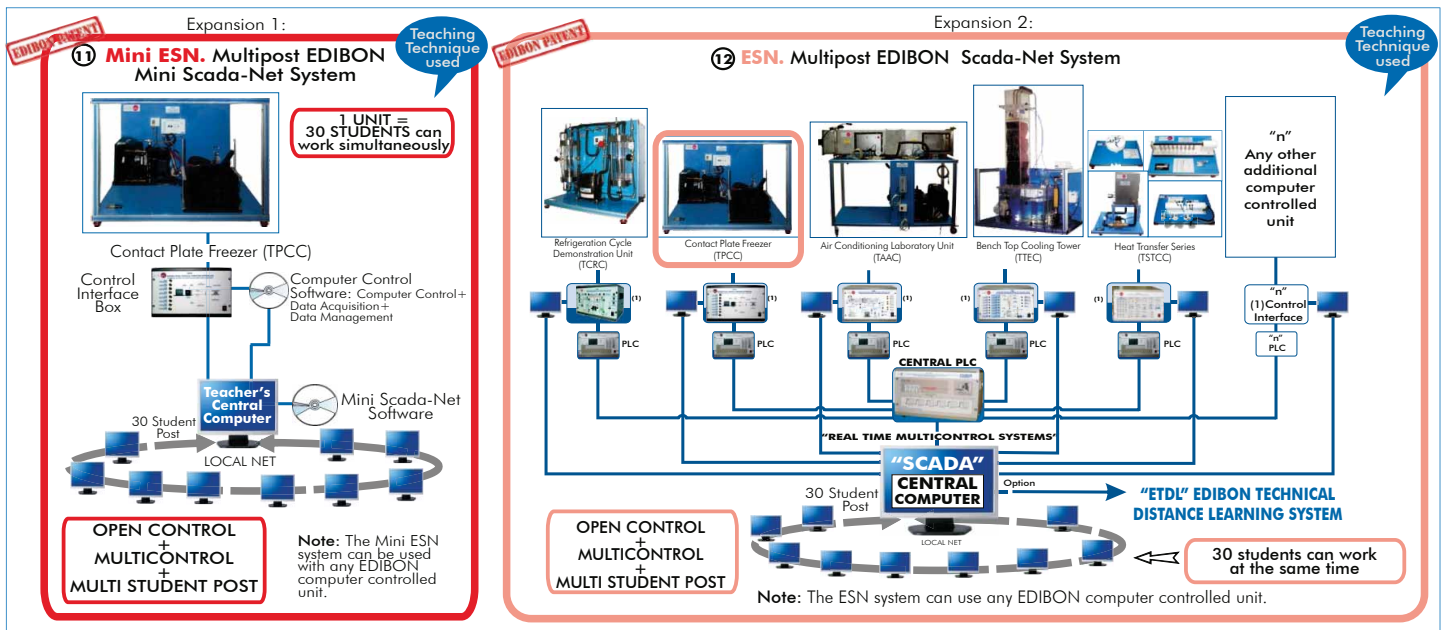 Expansion 1:
EDIBON PATENT
Teaching
Technique
used
11 Mini ESN. Multipost EDIBON
Mini Scada-Net System
1 UNIT =
30 STUDENTS can
work simultaneously
Contact Plate Freezer (TPCC)
Control
Interface
Box
Computer Control
Software: Computer Control+
Data Acquisition+
Data Management
Teacher's
Central
Computer
Mini Scada-Net
Software
30 Student
Post
LOCAL NET
OPEN CONTROL
+
MULTICONTROL
+
MULTI STUDENT POST
Note: The Mini ESN
system can be used
with any EDIBON
computer controlled
unit.
Expansion 2:
EDIBON PATENT
Teaching
Technique
used
12 ESN. Multipost EDIBON Scada-Net System
Refrigeration Cycle
Demonstration Unit
(TCRC)
Contact Plate Freezer
(TPCC)
Air Conditioning Laboratory Unit
(TAAC)
Bench Top Cooling Tower
(TTEC)
Heat Transfer Series
(TSTCC)
"n"
Any other
additional
computer
controlled
unit
(1)
(1)
(1)
(1)
(1)
"n"
(1)Control
Interface
PLC
PLC
PLC
PLC
PLC
"n"
PLC
CENTRAL PLC
"REAL TIME MULTICONTROL SYSTEMS"
"SCADA"
CENTRAL
COMPUTER
Option
"ETDL" EDIBON TECHNICAL
DISTANCE LEARNING SYSTEM
30 Student
Post
LOCAL NET
OPEN CONTROL
+
MULTICONTROL
+
MULTI STUDENT POST
30 students can work
at the same time
Note: The ESN system can use any EDIBON computer controlled unit.